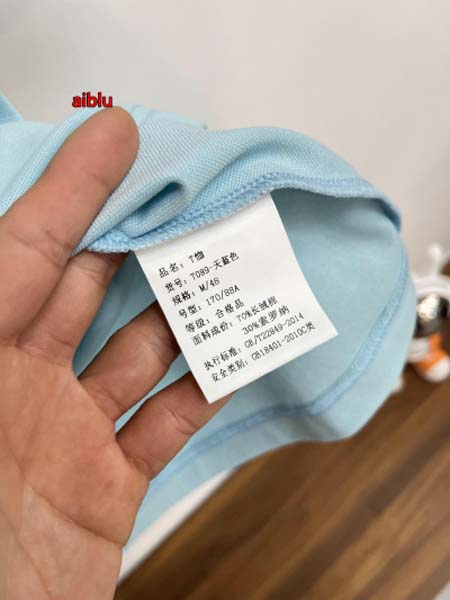 aiblu
品名: T恤
货号: T089-天蓝色
规格: M/46
号型: 170/88A
等级: 合格品
面料成份: 70%长绒棉
30%索罗纳
执行标准: GB/T22849-2014
安全类别: GB18401-2010C类